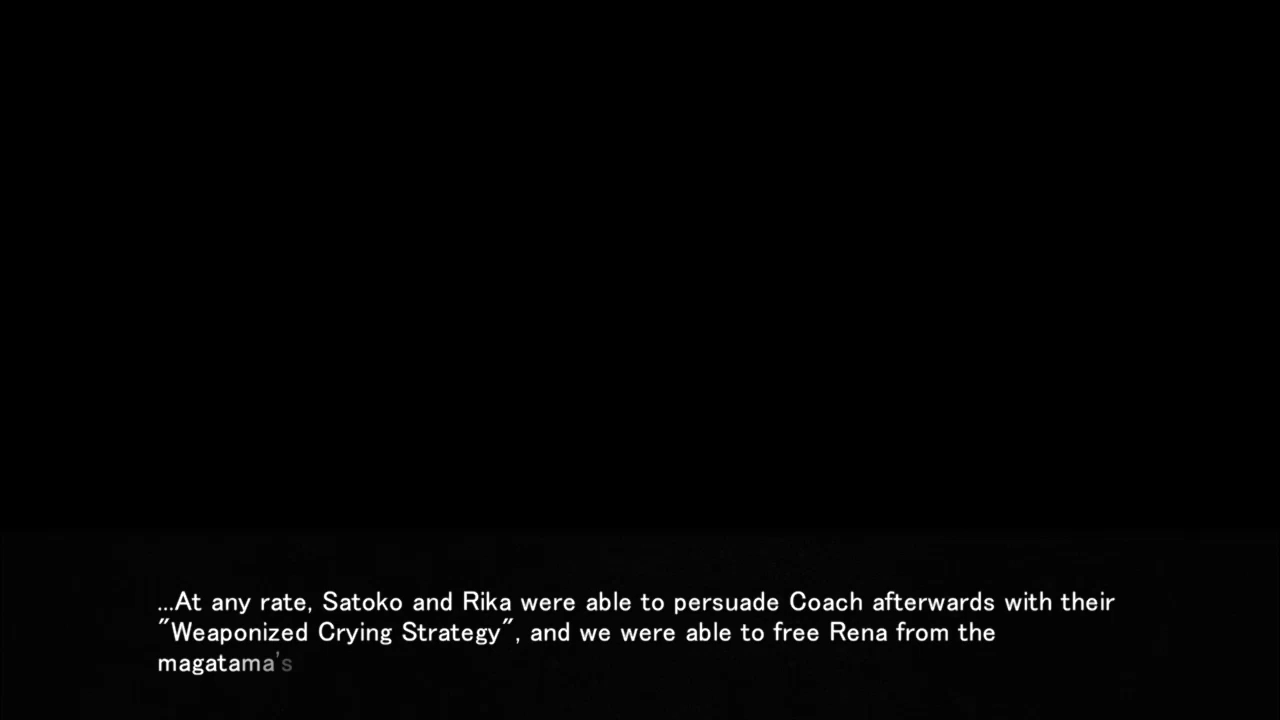 ...At any rate, Satoko and Rika were able to persuade Coach afterwards with their
"Weaponized Crying Strategy", and we were able to free Rena from the
magatama's